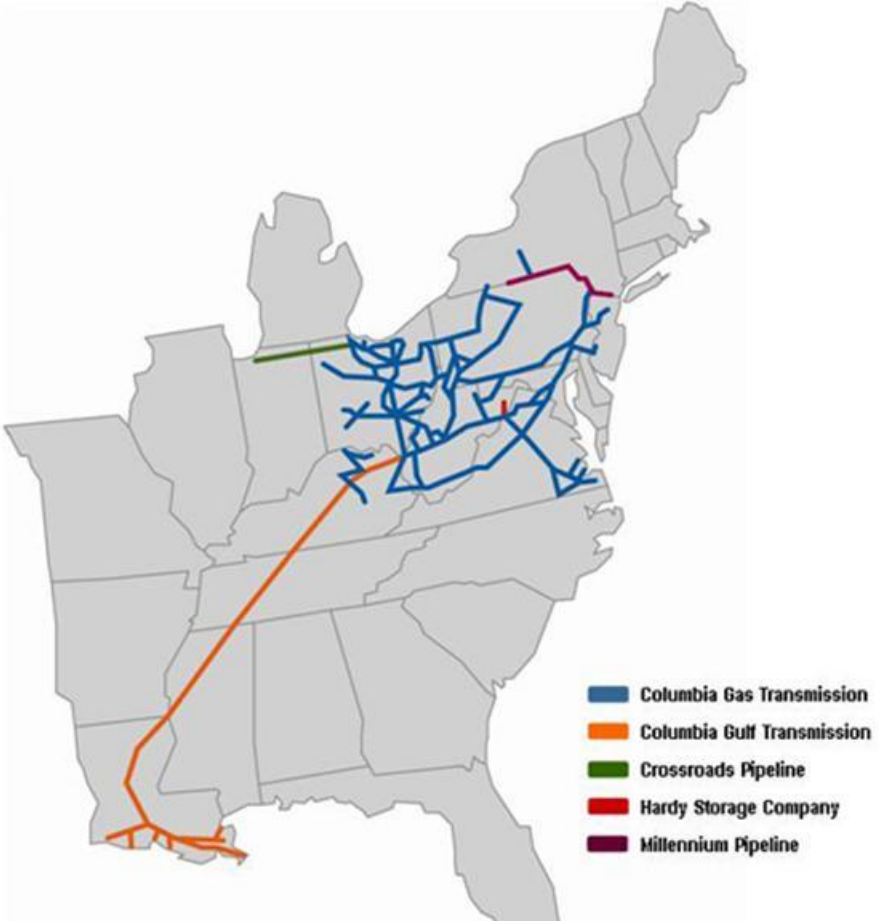 Columbia Gas Transmission
Columbia Gulf Transmission
Crossroads Pipeline
Hardy Storage Company
Millennium Pipeline